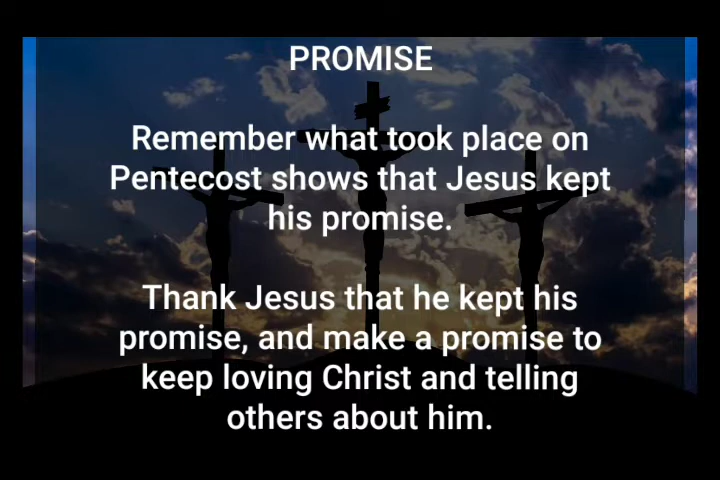 PROMISE
Remember what took place on
Pentecost shows that Jesus kept
his promise.
Thank Jesus that he kept his
promise, and make a promise to
keep loving Christ and telling
others about him.